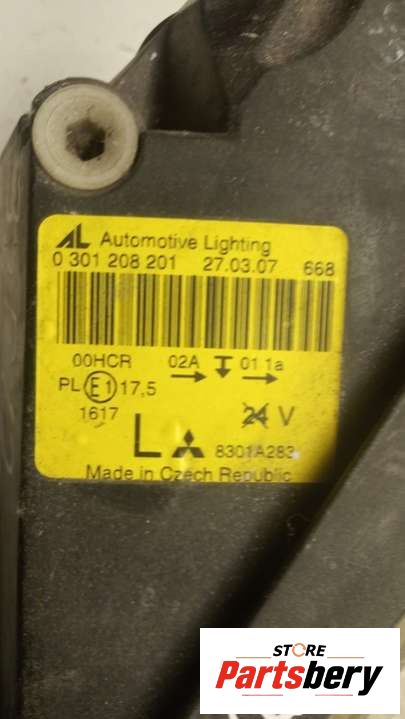 AL Automotive Lighting
0 301 208 201 27.03.07 668
00HCR 02A 01 1a
PL E1 17,5
1617 24 V
L 8301A283
Made in Czech Republic
STORE
Partsbery